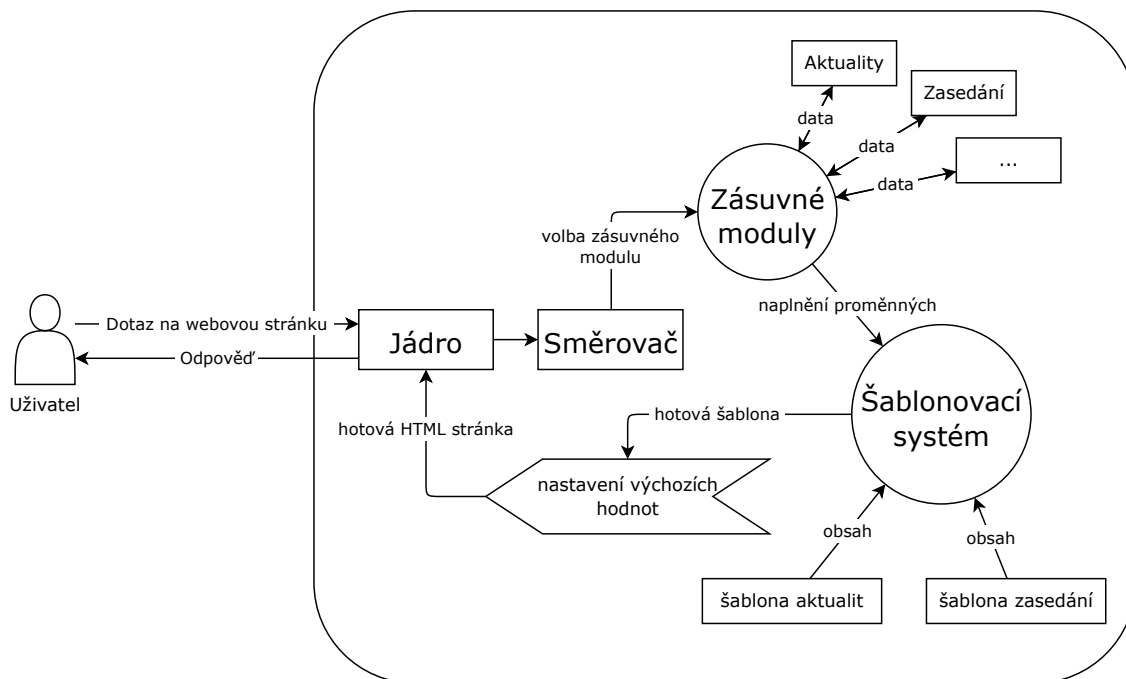 Aktuality
Zasedání
...
data
data
data
Zásuvné
moduly
volba zásuvného
modulu
naplnění proměnných
Dotaz na webovou stránku
Odpověď
Uživatel
Jádro
Směrovač
Šablonovací
systém
hotová šablona
hotová HTML stránka
nastavení výchozích
hodnot
obsah
obsah
šablona aktualit
šablona zasedání